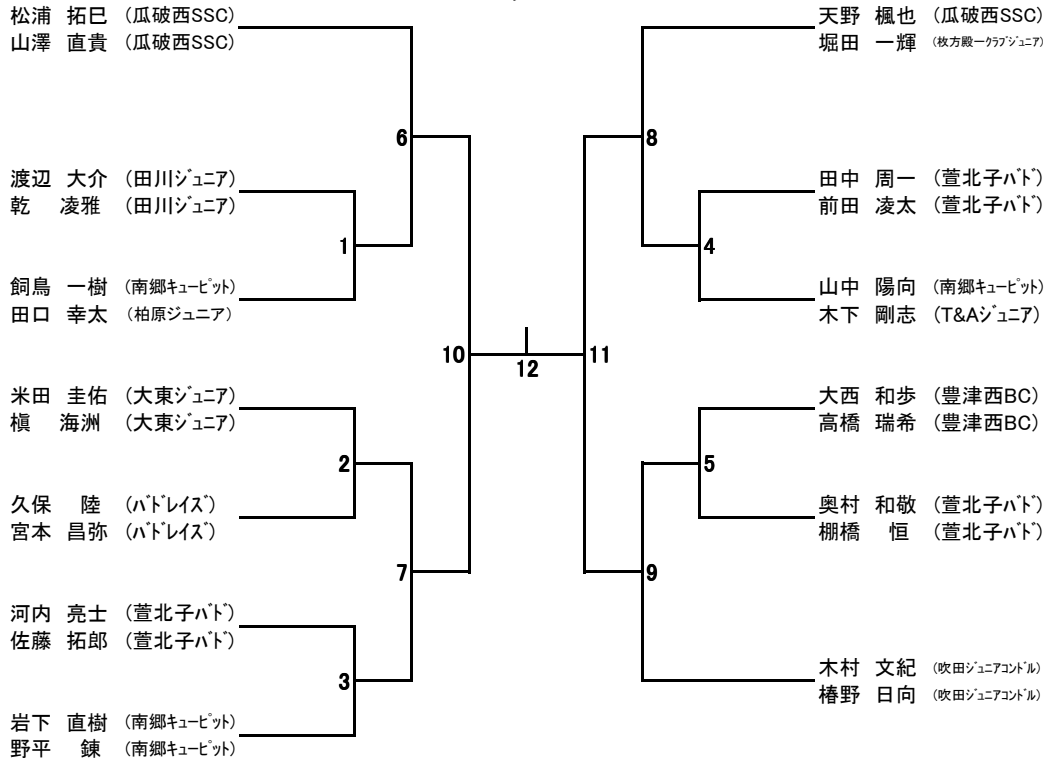 松浦 拓巳 (瓜破西SSC)
山澤 直貴 (瓜破西SSC)
6
渡辺 大介 (田川ジュニア)
乾 凌雅 (田川ジュニア)
1
飼鳥 一樹 (南郷キューピット)
田口 幸太 (柏原ジュニア)
10
米田 圭佑 (大東ジュニア)
槇 海洲 (大東ジュニア)
2
久保 陸 (バドレイズ)
宮本 昌弥 (バドレイズ)
7
河内 亮士 (萱北子バド)
佐藤 拓郎 (萱北子バド)
3
岩下 直樹 (南郷キューピット)
野平 錬 (南郷キューピット)
12
天野 楓也 (瓜破西SSC)
堀田 一輝 (枚方殿一クラブジュニア)
8
田中 周一 (萱北子バド)
前田 凌太 (萱北子バド)
4
山中 陽向 (南郷キューピット)
木下 剛志 (T&Aジュニア)
11
大西 和歩 (豊津西BC)
高橋 瑞希 (豊津西BC)
5
奥村 和敬 (萱北子バド)
棚橋 恒 (萱北子バド)
9
木村 文紀 (吹田ジュニアコンドル)
椿野 日向 (吹田ジュニアコンドル)